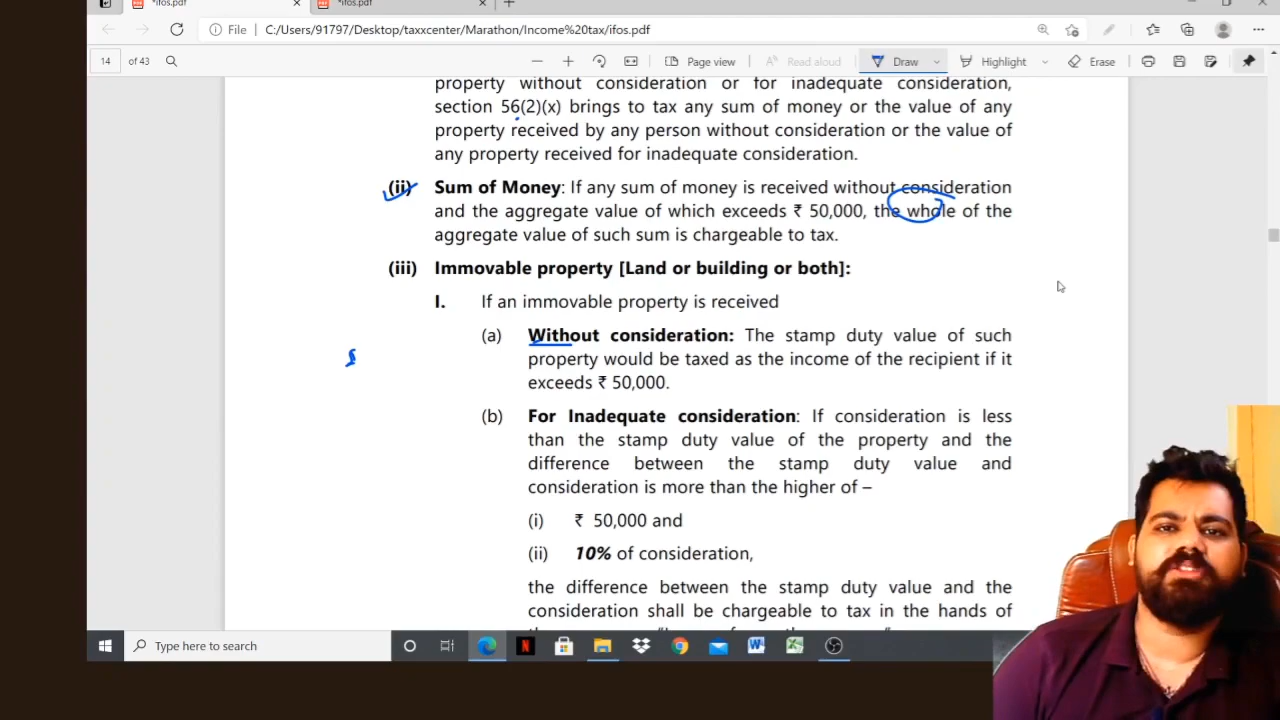 *ifos.pdf
*ifos.pdf
File
C:/Users/91797/Desktop/taxxcenter/Marathon/Income%20tax/ifos.pdf
14 of 43
Page view
Read aloud
Draw
Highlight
Erase
property without consideration or for inadequate consideration,
section 56(2)(x) brings to tax any sum of money or the value of any
property received by any person without consideration or the value of
any property received for inadequate consideration.
(ii) Sum of Money: If any sum of money is received without consideration
and the aggregate value of which exceeds ₹ 50,000, the whole of the
aggregate value of such sum is chargeable to tax.
(iii) Immovable property [Land or building or both]:
I. If an immovable property is received
(a) Without consideration: The stamp duty value of such
property would be taxed as the income of the recipient if it
exceeds ₹ 50,000.
(b) For Inadequate consideration: If consideration is less
than the stamp duty value of the property and the
difference between the stamp duty value and
consideration is more than the higher of –
(i) ₹ 50,000 and
(ii) 10% of consideration,
the difference between the stamp duty value and the
consideration shall be chargeable to tax in the hands of
Type here to search